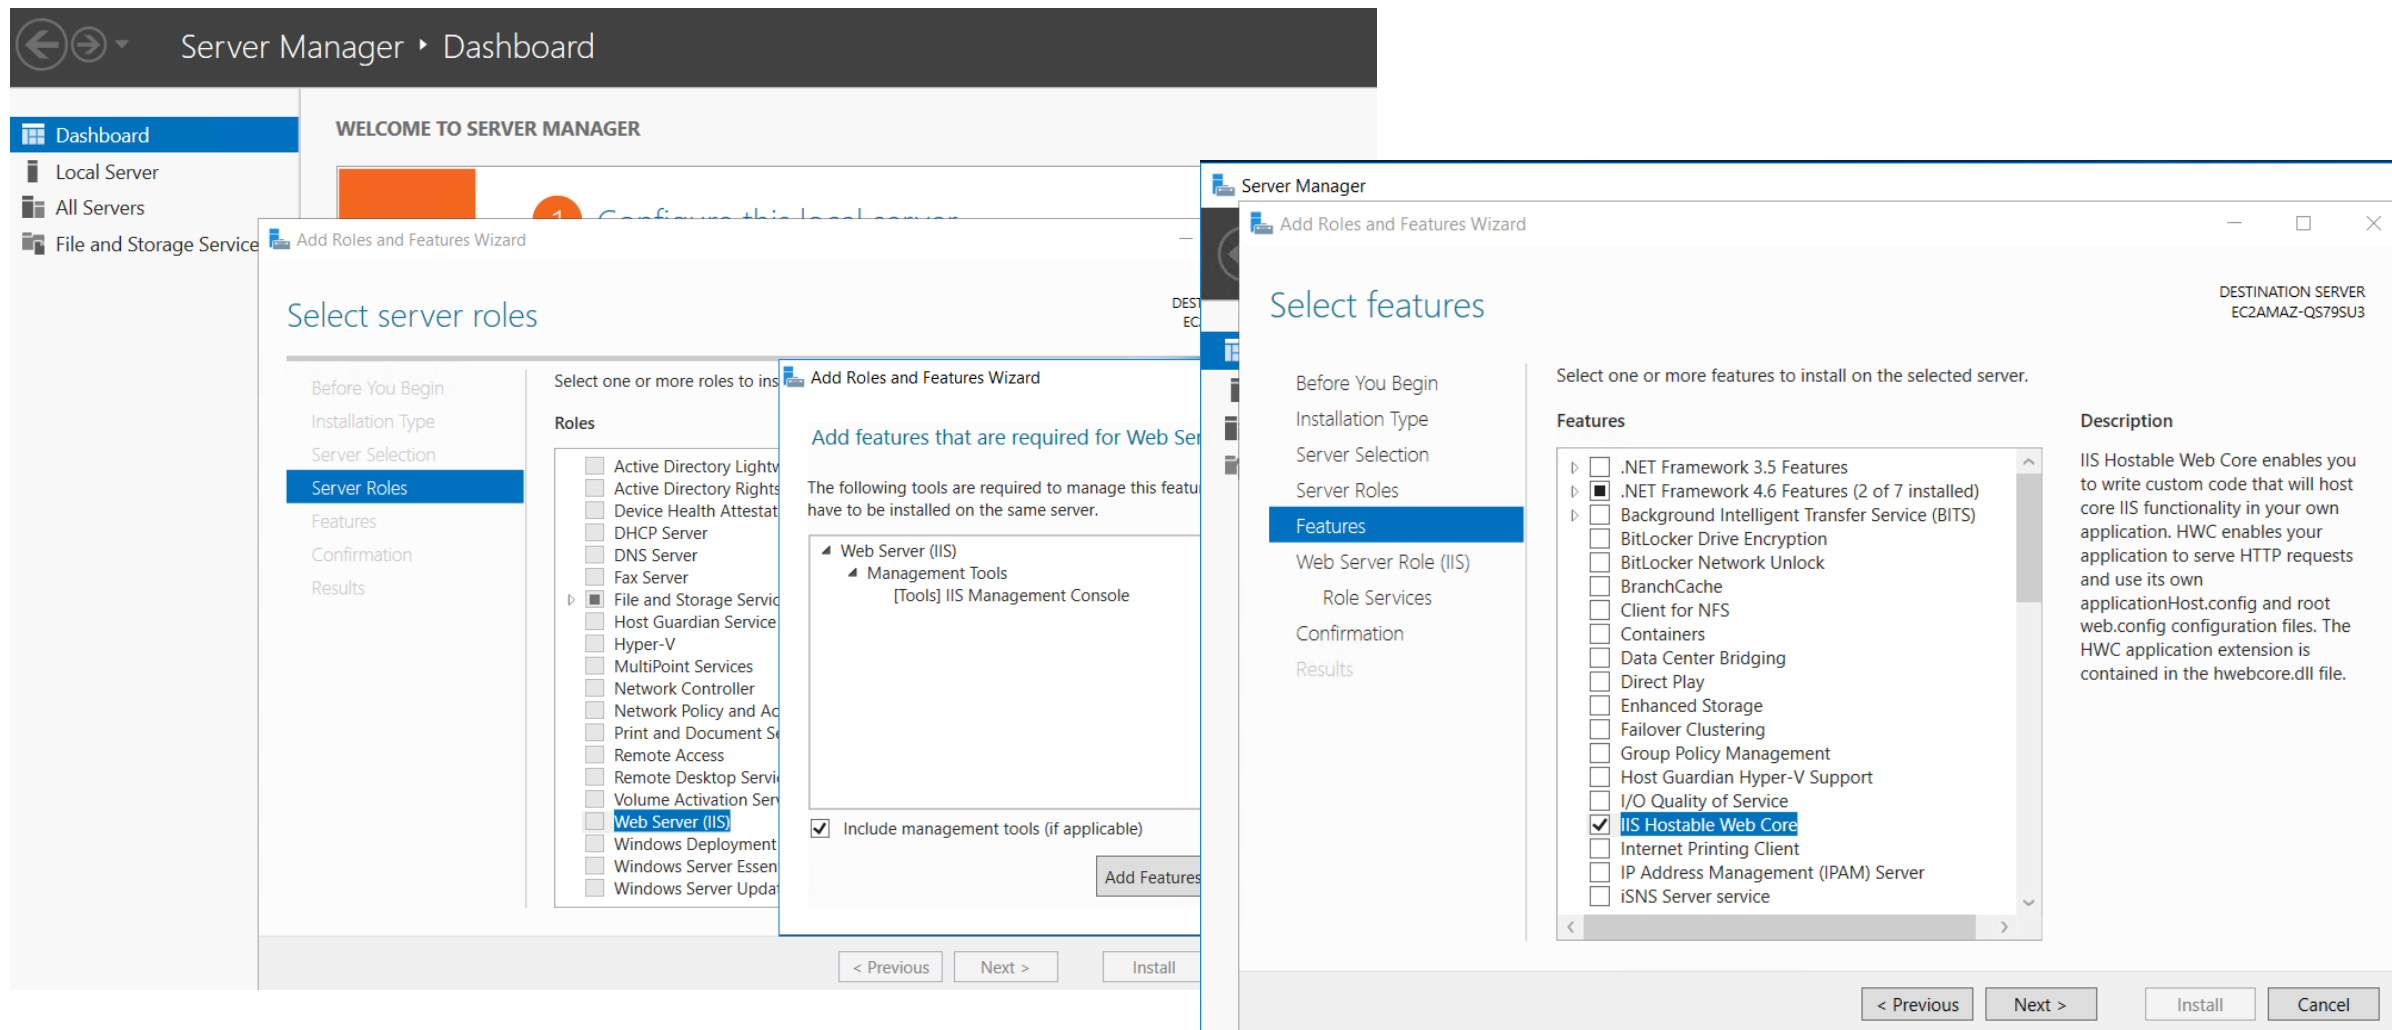 Server Manager ‣ Dashboard
Dashboard
Local Server
All Servers
File and Storage Service
WELCOME TO SERVER MANAGER
1 Configure this local server
Add Roles and Features Wizard
Select server roles
DEST
EC
Before You Begin
Installation Type
Server Selection
Server Roles
Features
Confirmation
Results
Select one or more roles to ins
Roles
Active Directory Lightw
Active Directory Rights
Device Health Attestat
DHCP Server
DNS Server
Fax Server
File and Storage Servic
Host Guardian Service
Hyper-V
MultiPoint Services
Network Controller
Network Policy and Ac
Print and Document Se
Remote Access
Remote Desktop Servi
Volume Activation Serv
Web Server (IIS)
Windows Deployment
Windows Server Essen
Windows Server Updat
< Previous
Next >
Install
Add Roles and Features Wizard
Add features that are required for Web Ser
The following tools are required to manage this featu
have to be installed on the same server.
Web Server (IIS)
Management Tools
[Tools] IIS Management Console
Include management tools (if applicable)
Add Features
Server Manager
Add Roles and Features Wizard
Select features
DESTINATION SERVER
EC2AMAZ-QS79SU3
Before You Begin
Installation Type
Server Selection
Server Roles
Features
Web Server Role (IIS)
Role Services
Confirmation
Results
Select one or more features to install on the selected server.
Features
.NET Framework 3.5 Features
.NET Framework 4.6 Features (2 of 7 installed)
Background Intelligent Transfer Service (BITS)
BitLocker Drive Encryption
BitLocker Network Unlock
BranchCache
Client for NFS
Containers
Data Center Bridging
Direct Play
Enhanced Storage
Failover Clustering
Group Policy Management
Host Guardian Hyper-V Support
I/O Quality of Service
IIS Hostable Web Core
Internet Printing Client
IP Address Management (IPAM) Server
iSNS Server service
Description
IIS Hostable Web Core enables you
to write custom code that will host
core IIS functionality in your own
application. HWC enables your
application to serve HTTP requests
and use its own
applicationHost.config and root
web.config configuration files. The
HWC application extension is
contained in the hwebcore.dll file.
< Previous
Next >
Install
Cancel